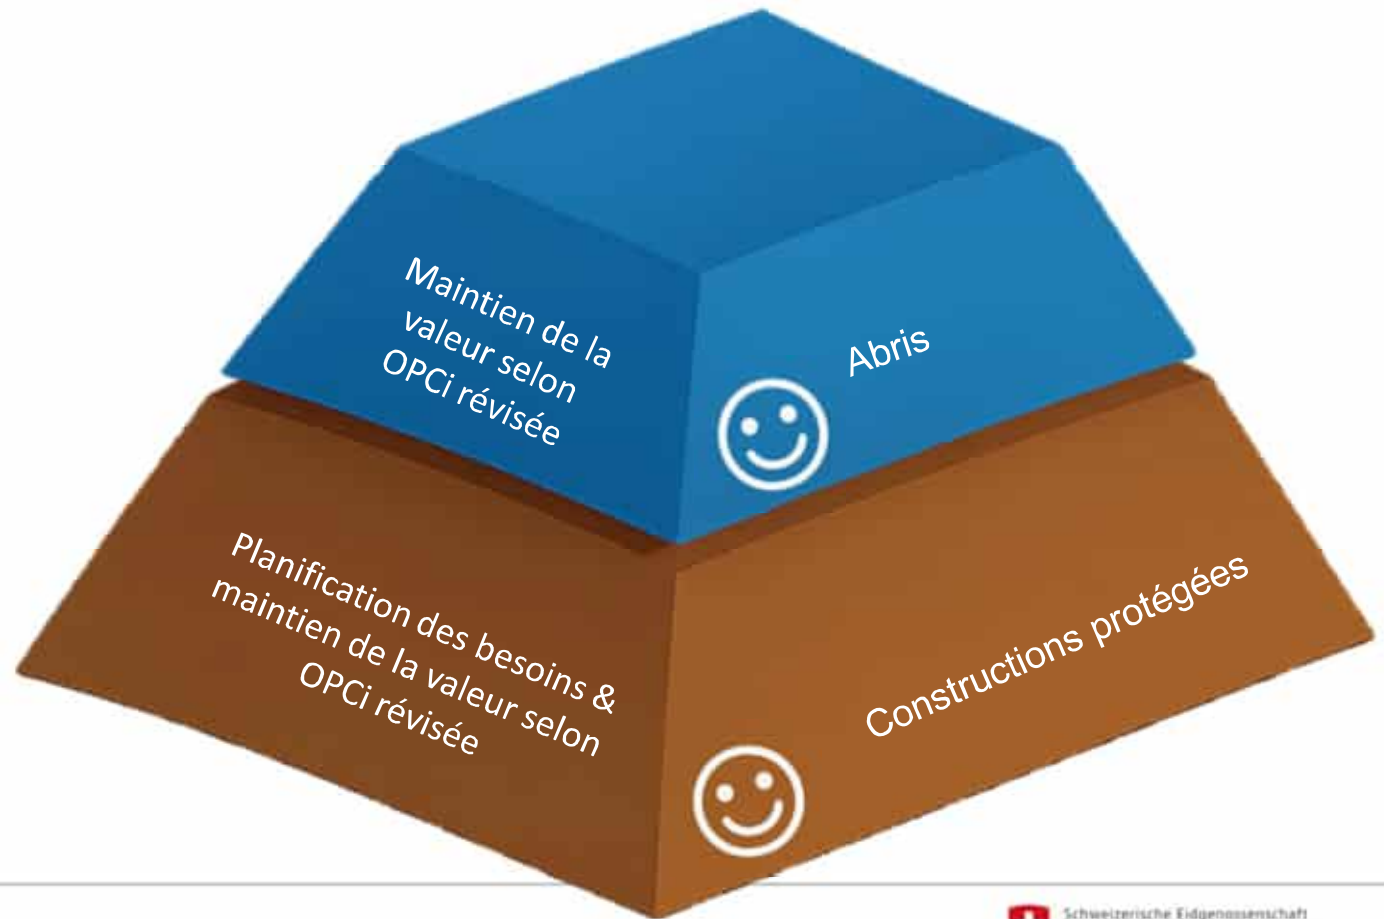 Maintien de la
valeur selon
OPCi révisée
Abris
Planification des besoins &
maintien de la valeur selon
OPCi révisée
Constructions protégées
Schweizerische Eidgenossenschaft